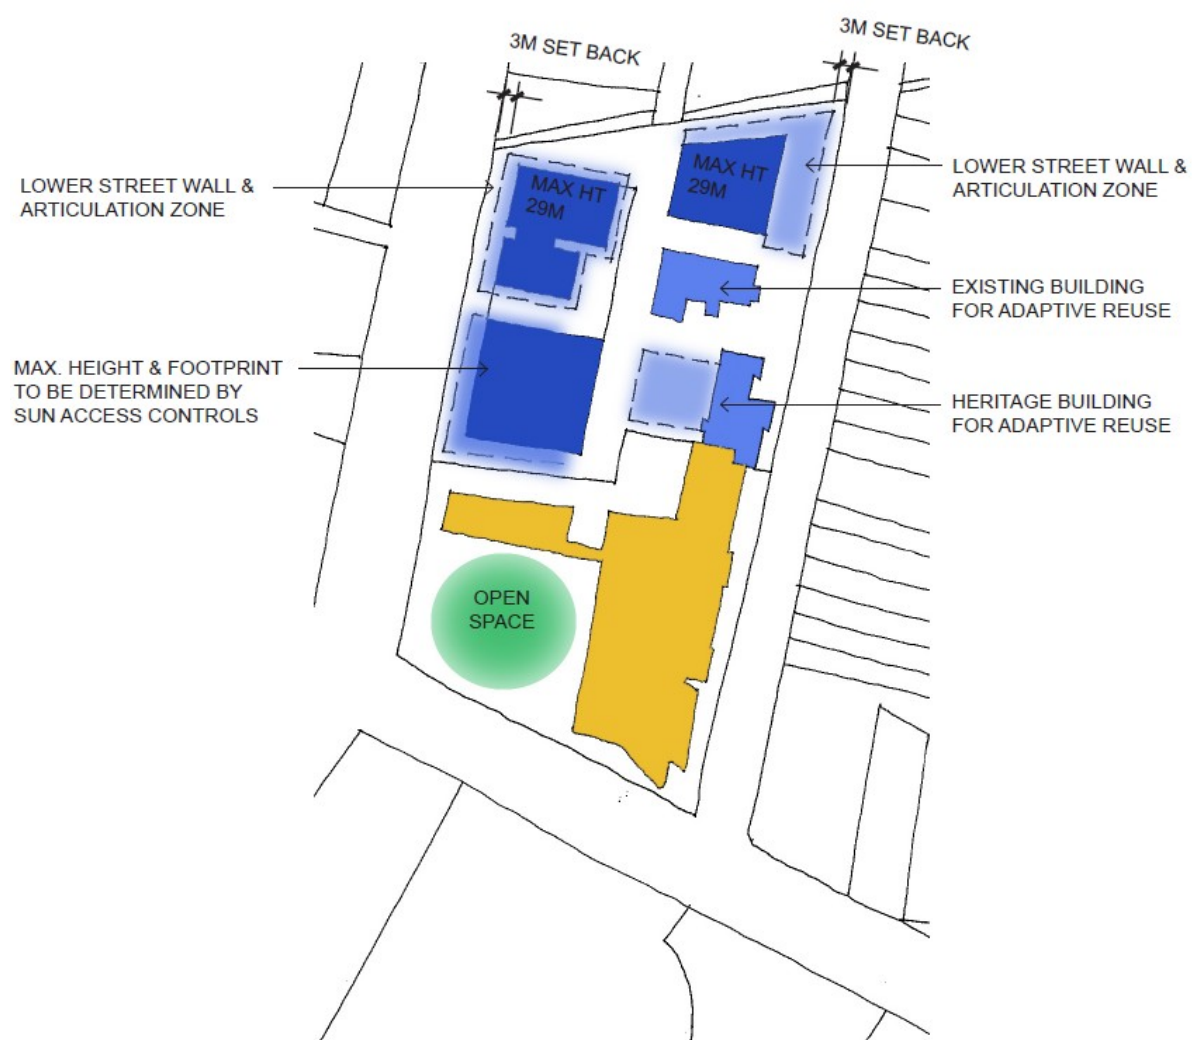 3M SET BACK
3M SET BACK
LOWER STREET WALL &
ARTICULATION ZONE
MAX HT
29M
MAX HT
29M
LOWER STREET WALL &
ARTICULATION ZONE
EXISTING BUILDING
FOR ADAPTIVE REUSE
MAX. HEIGHT & FOOTPRINT
TO BE DETERMINED BY
SUN ACCESS CONTROLS
HERITAGE BUILDING
FOR ADAPTIVE REUSE
OPEN
SPACE